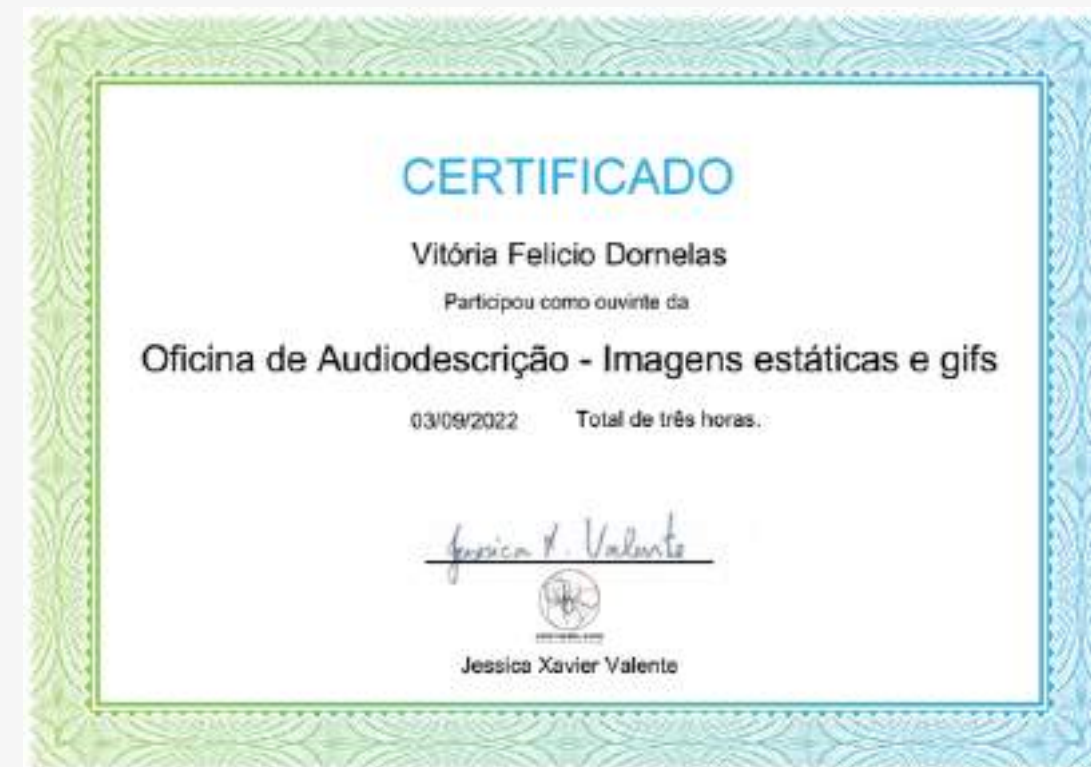 CERTIFICADO
Vitória Felicio Dornelas
Participou como ouvinte da
Oficina de Audiodescrição - Imagens estáticas e gifs
03/09/2022 Total de três horas.
Jessica X. Valente
Jessica Xavier Valente